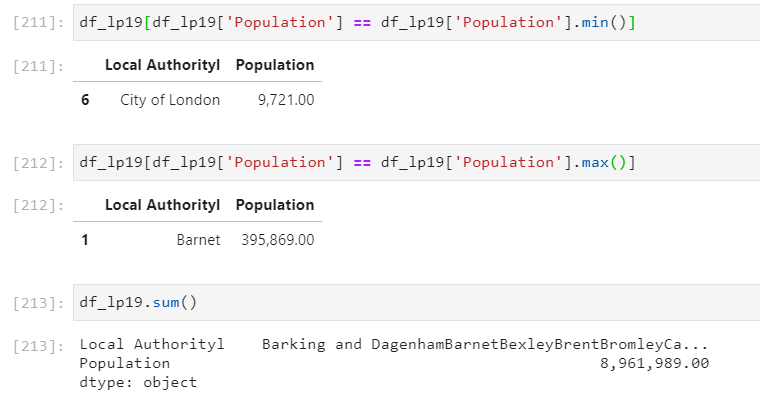 [211]: df_lp19[df_lp19['Population'] == df_lp19['Population'].min()]
[211]: Local Authorityl Population
6 City of London 9,721.00
[212]: df_lp19[df_lp19['Population'] == df_lp19['Population'].max()]
[212]: Local Authorityl Population
1 Barnet 395,869.00
[213]: df_lp19.sum()
[213]: Local Authorityl Barking and DagenhamBarnetBexleyBrentBromleyCa...
Population 8,961,989.00
dtype: object